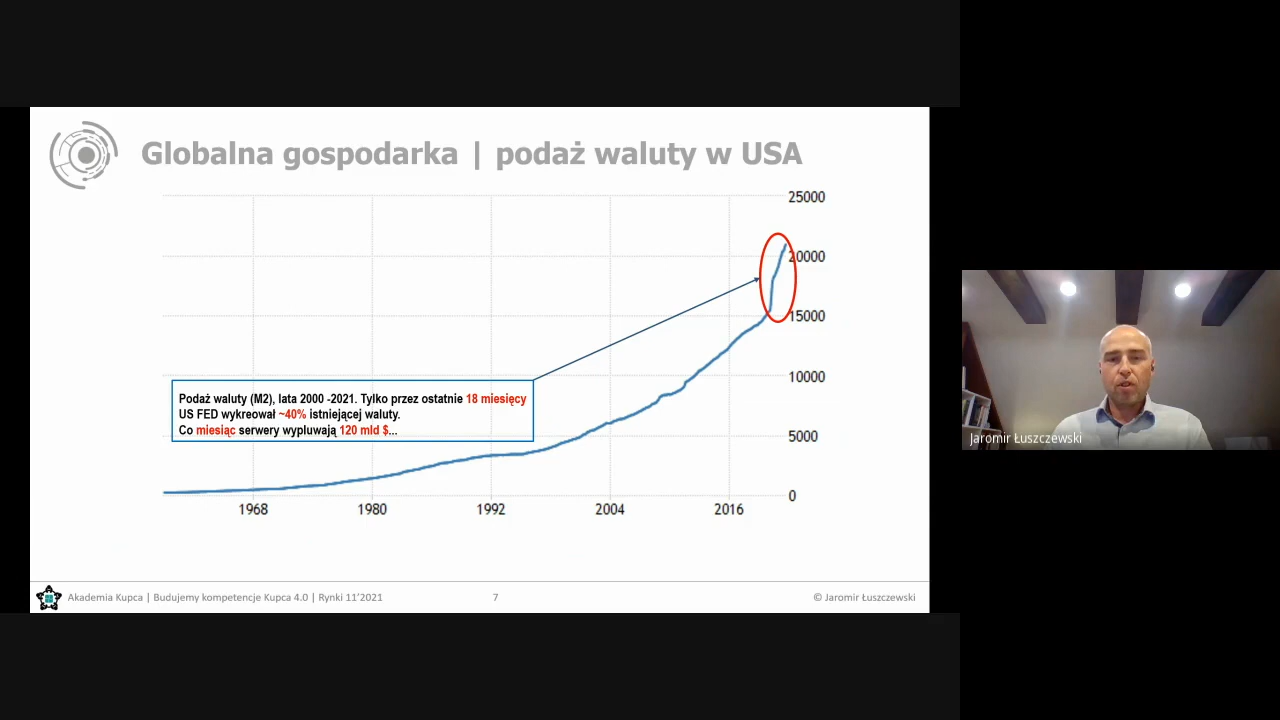 Globalna gospodarka | podaż waluty w USA
25000
20000
15000
10000
5000
0
1968 1980 1992 2004 2016
Podaż waluty (M2), lata 2000 -2021. Tylko przez ostatnie 18 miesięcy
US FED wykreował ~40% istniejącej waluty.
Co miesiąc serwery wypluwają 120 mld $...
Akademia Kupca | Budujemy kompetencje Kupca 4.0 | Rynki 11'2021
7
© Jaromir Łuszczewski
Jaromir Łuszczewski